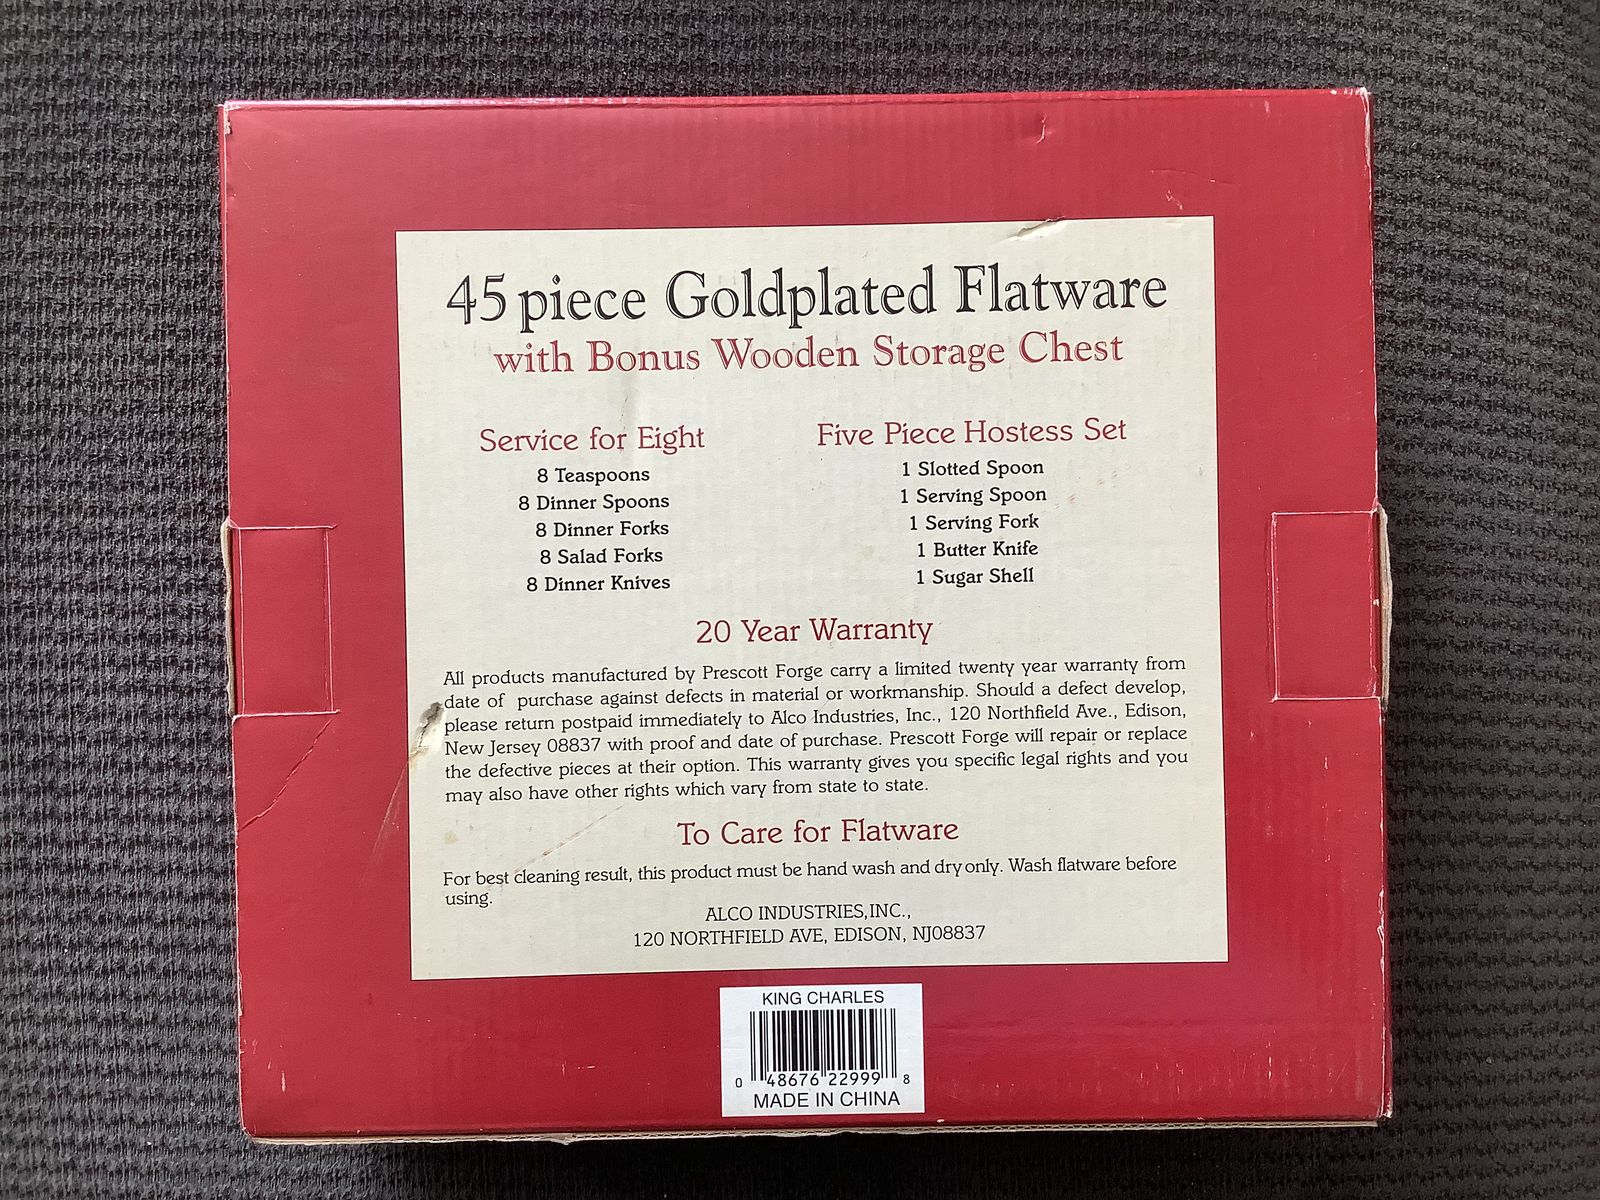 45 piece Goldplated Flatware
with Bonus Wooden Storage Chest
Service for Eight
8 Teaspoons
8 Dinner Spoons
8 Dinner Forks
8 Salad Forks
8 Dinner Knives
Five Piece Hostess Set
1 Slotted Spoon
1 Serving Spoon
1 Serving Fork
1 Butter Knife
1 Sugar Shell
20 Year Warranty
All products manufactured by Prescott Forge carry a limited twenty year warranty from
date of purchase against defects in material or workmanship. Should a defect develop,
please return postpaid immediately to Alco Industries, Inc., 120 Northfield Ave., Edison,
New Jersey 08837 with proof and date of purchase. Prescott Forge will repair or replace
the defective pieces at their option. This warranty gives you specific legal rights and you
may also have other rights which vary from state to state.
To Care for Flatware
For best cleaning result, this product must be hand wash and dry only. Wash flatware before
using.
ALCO INDUSTRIES,INC.,
120 NORTHFIELD AVE, EDISON, NJ08837
KING CHARLES
0 48676 22999 8
MADE IN CHINA